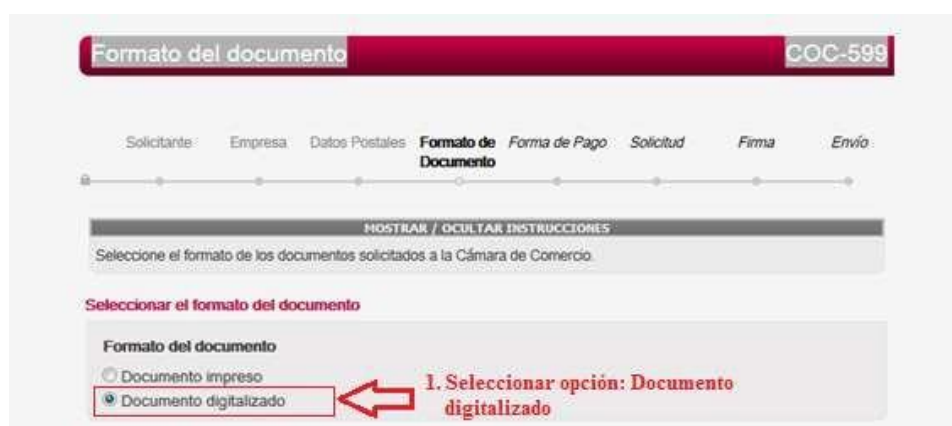 Formato del documento COC-599
Solicitante Empresa Datos Postales Formato de Documento Forma de Pago Solicitud Firma Envío
MOSTRAR / OCULTAR INSTRUCCIONES
Seleccione el formato de los documentos solicitados a la Cámara de Comercio.
Seleccionar el formato del documento
Formato del documento
Documento impreso
Documento digitalizado
1. Seleccionar opción: Documento
digitalizado